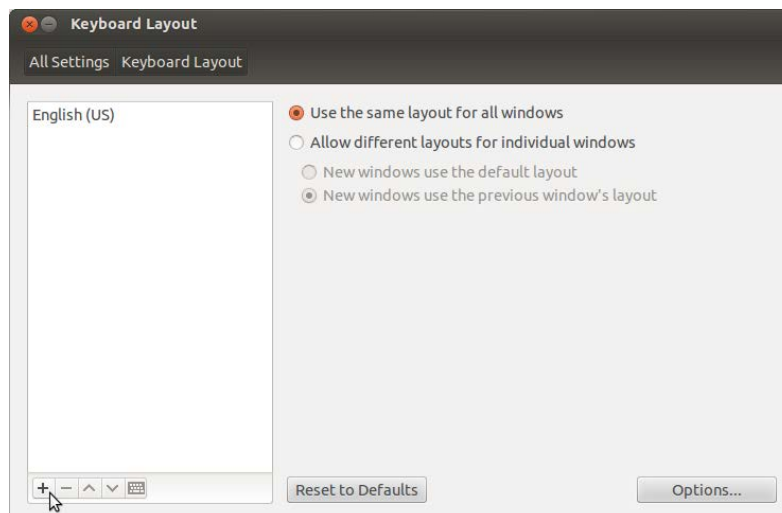 Keyboard Layout
All Settings Keyboard Layout
English (US)
Use the same layout for all windows
Allow different layouts for individual windows
New windows use the default layout
New windows use the previous window's layout
Reset to Defaults
Options...